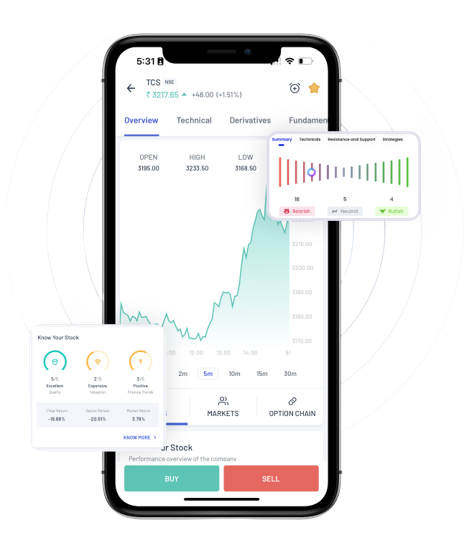 5:31
TCS NSE
₹ 3217.65 ▲ +48.00 (+1.51%)
Overview Technical Derivatives Fundamen
Summary Technicals Resistance and Support Strategies
18 5 4
Bearish Neutral Bullish
OPEN HIGH LOW
3195.00 3233.50 3168.50
3210.00
3200.00
3190.00
3180.00
3170.00
:00 12:00 13:00 14:00
2m 5m 10m 15m 30m
Know Your Stock
5/5 2/5 3/5
Excellent Expensive Positive
Quality Valuation Finance Trends
1 Year Return Sector Return Market Return
-18.88% -20.51% 3.79%
KNOW MORE >
S MARKETS OPTION CHAIN
ur Stock
Performance overview of the company
BUY SELL